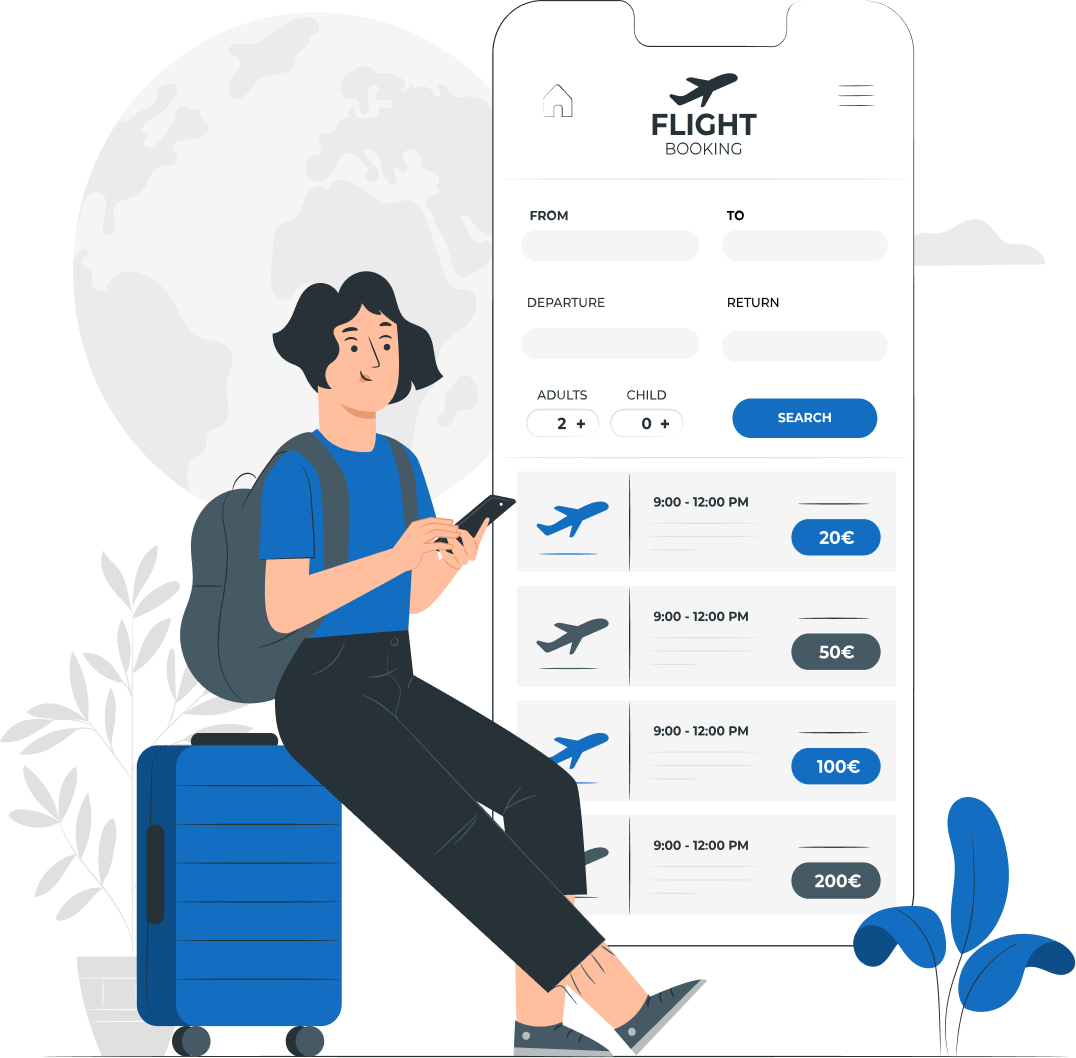 FLIGHT
BOOKING
FROM TO
DEPARTURE RETURN
ADULTS CHILD
2 + 0 + SEARCH
9:00 - 12:00 PM
20€
9:00 - 12:00 PM
50€
9:00 - 12:00 PM
100€
9:00 - 12:00 PM
200€